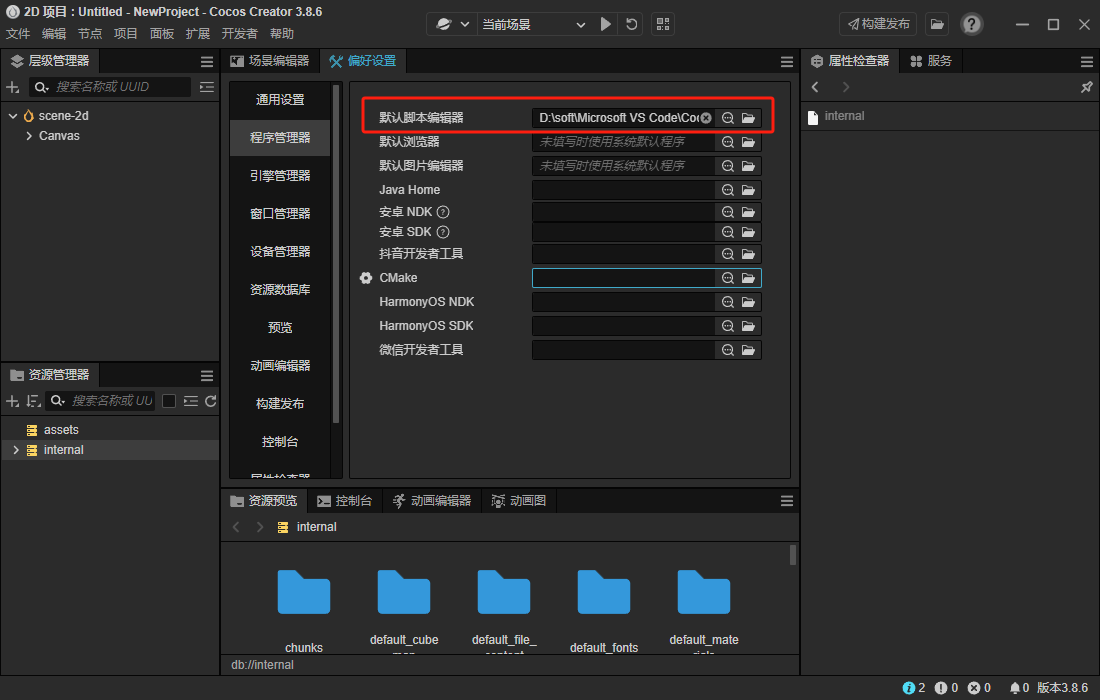 2D 项目 : Untitled - NewProject - Cocos Creator 3.8.6
文件 编辑 节点 项目 面板 扩展 开发者 帮助
当前场景
构建发布
层级管理器
搜索名称或 UUID
scene-2d
Canvas
资源管理器
搜索名称或 UU
assets
internal
场景编辑器 偏好设置
通用设置
程序管理器
引擎管理器
窗口管理器
设备管理器
资源数据库
预览
动画编辑器
构建发布
控制台
属性检查器
默认脚本编辑器 D:\soft\Microsoft VS Code\Coc
默认浏览器 未填写时使用系统默认程序
默认图片编辑器 未填写时使用系统默认程序
Java Home
安卓 NDK
安卓 SDK
抖音开发者工具
CMake
HarmonyOS NDK
HarmonyOS SDK
微信开发者工具
资源预览 控制台 动画编辑器 动画图
internal
chunks
default_cube
map
default_file_
content
default_fonts
default_mate
rials
db://internal
属性检查器 服务
internal
2 0 0 0 版本3.8.6